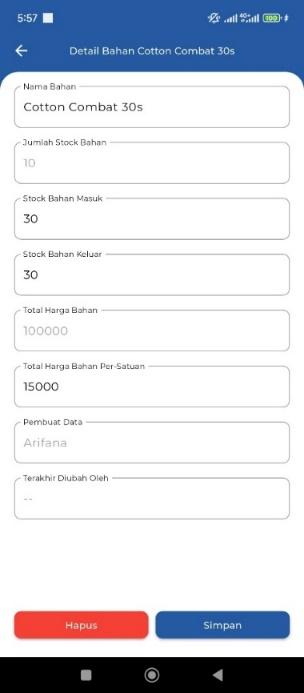 5:57
4G
100
Detail Bahan Cotton Combat 30s
Nama Bahan
Cotton Combat 30s
Jumlah Stock Bahan
10
Stock Bahan Masuk
30
Stock Bahan Keluar
30
Total Harga Bahan
100000
Total Harga Bahan Per-Satuan
15000
Pembuat Data
Arifana
Terakhir Diubah Oleh
--
Hapus
Simpan